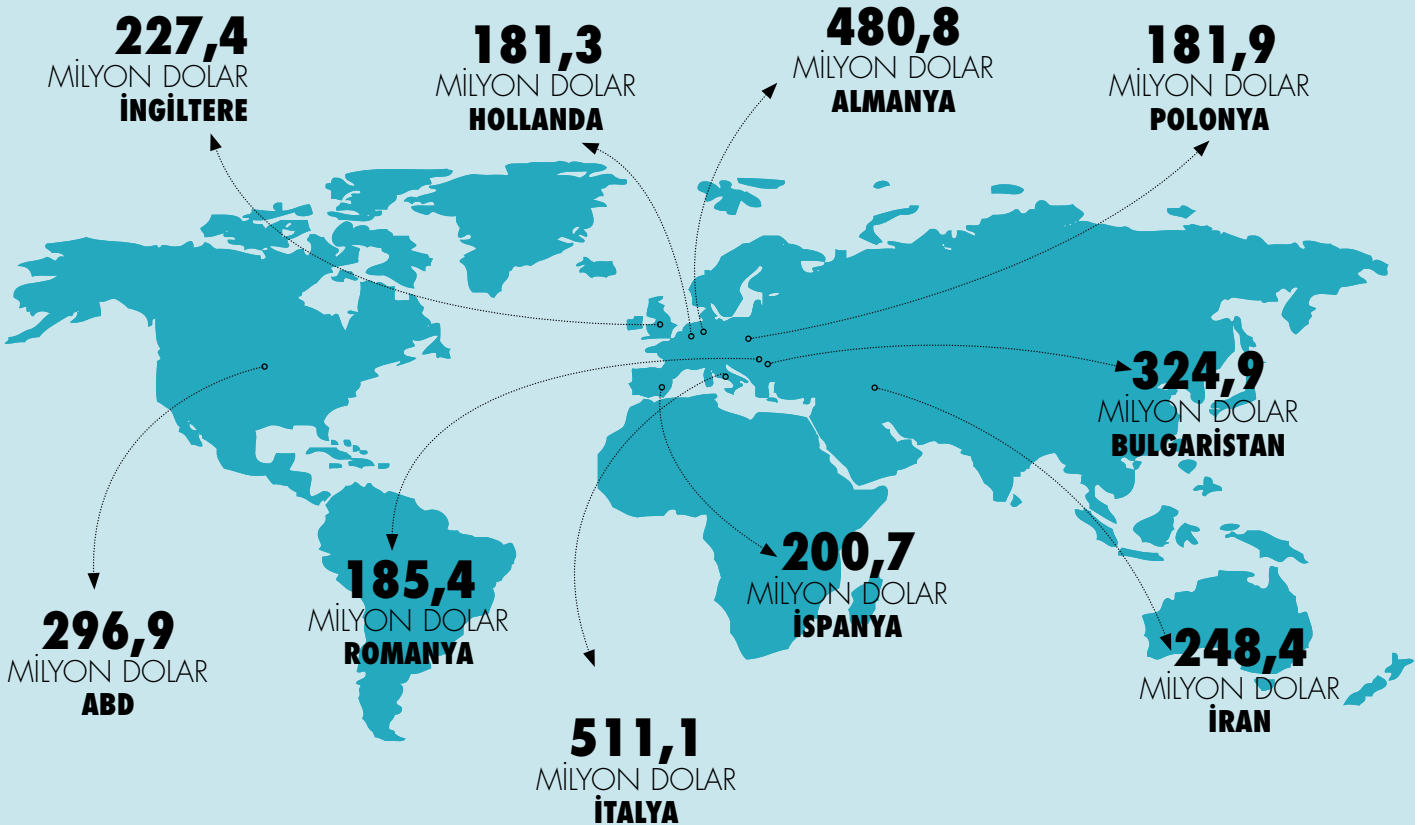 227,4
MİLYON DOLAR
İNGİLTERE
181,3
MİLYON DOLAR
HOLLANDA
480,8
MİLYON DOLAR
ALMANYA
181,9
MİLYON DOLAR
POLONYA
324,9
MİLYON DOLAR
BULGARİSTAN
296,9
MİLYON DOLAR
ABD
185,4
MİLYON DOLAR
ROMANYA
200,7
MİLYON DOLAR
İSPANYA
248,4
MİLYON DOLAR
İRAN
511,1
MİLYON DOLAR
İTALYA